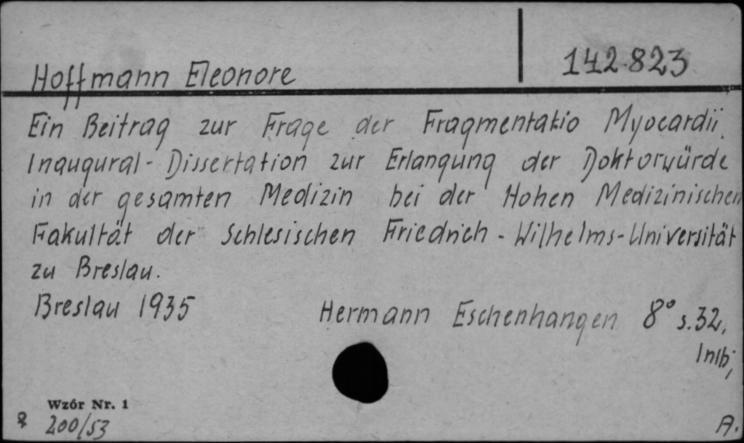 Hoffmann Eleonore 142.823
Ein Beitrag zur Frage der Fragmentatio Myocardii.
Inaugural-Dissertation zur Erlangung der Doktorwürde
in der gesamten Medizin bei der Hohen Medizinischen
Fakultät der Schlesischen Friedrich-Wilhelms-Universität
zu Breslau.
Breslau 1935 Hermann Eschenhangen 8° s.32,
Wzór Nr. 1
200/53 A.